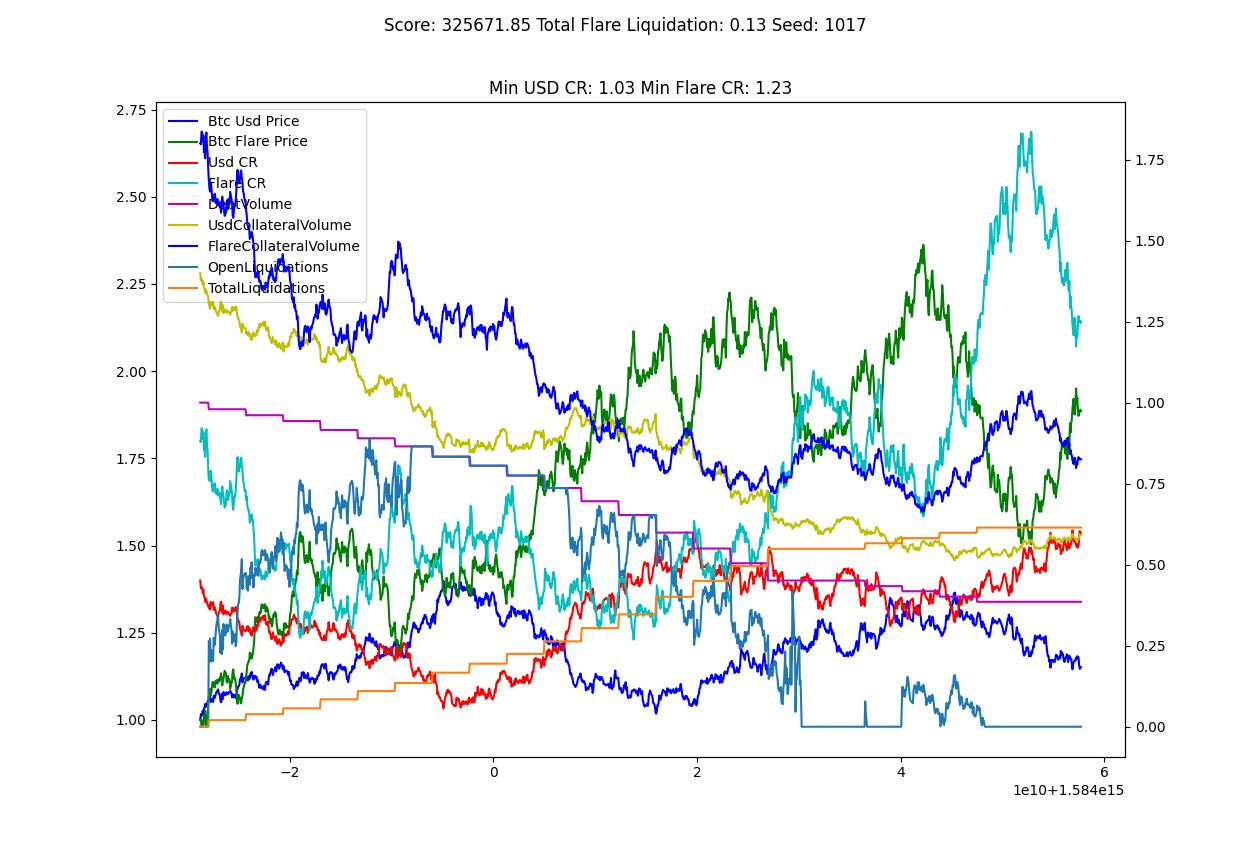 Score: 325671.85 Total Flare Liquidation: 0.13 Seed: 1017
Min USD CR: 1.03 Min Flare CR: 1.23
Btc Usd Price
Btc Flare Price
Usd CR
Flare CR
DebtVolume
UsdCollateralVolume
FlareCollateralVolume
OpenLiquidations
TotalLiquidations
2.75
2.50
2.25
2.00
1.75
1.50
1.25
1.00
1.75
1.50
1.25
1.00
0.75
0.50
0.25
0.00
−2
0
2
4
6
1e10+1.584e15